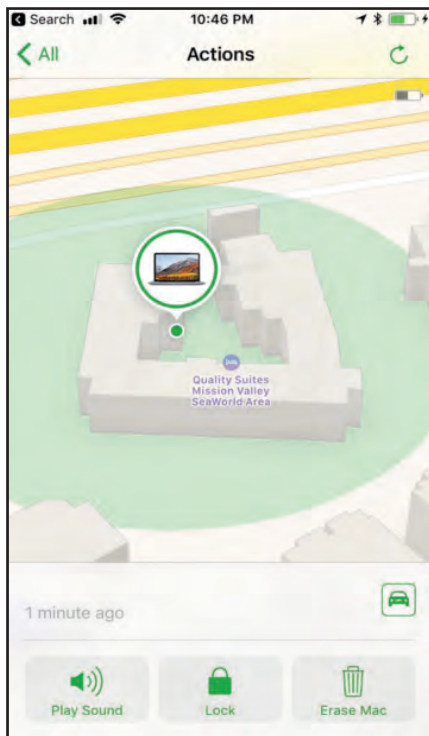 Search 10:46 PM
All Actions
Quality Suites
Mission Valley
SeaWorld Area
1 minute ago
Play Sound Lock Erase Mac